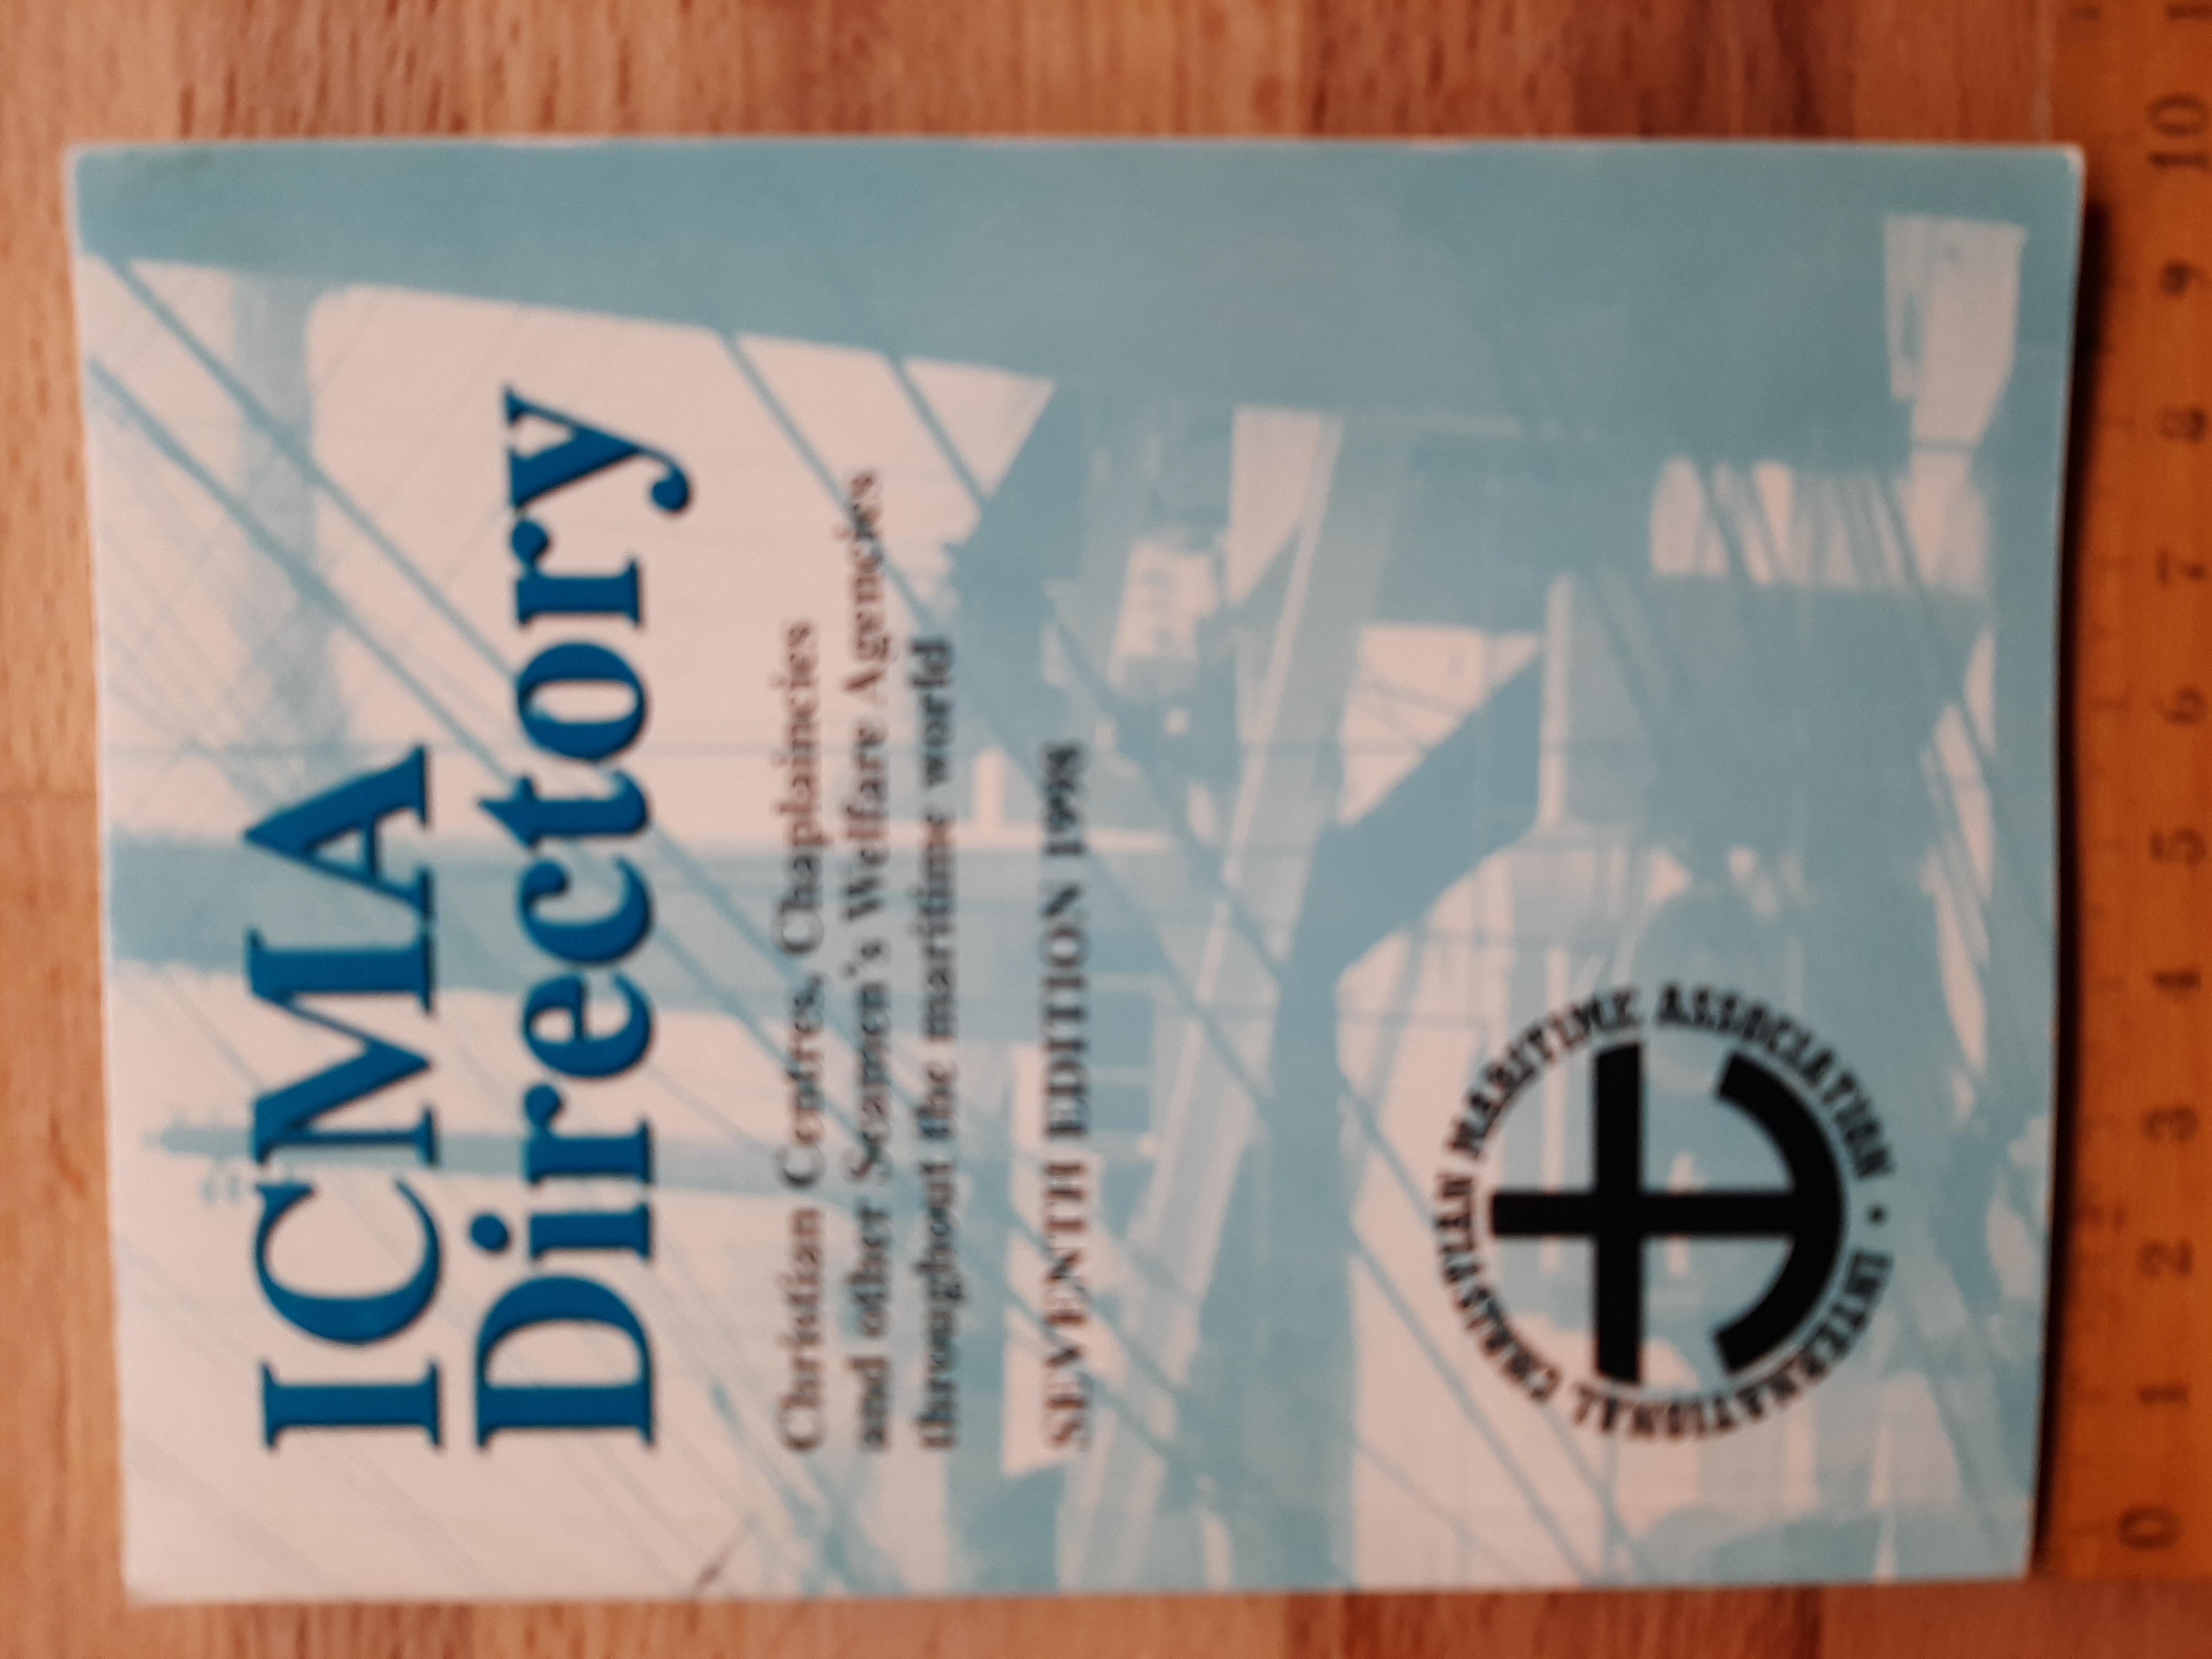 ICMA
Directory
Christian Centres, Chaplaincies
and other Seamen's Welfare Agencies
throughout the maritime world
SEVENTH EDITION 1998
INTERNATIONAL CHRISTIAN MARITIME ASSOCIATION •
0 1 2 3 4 5 6 7 8 9 10